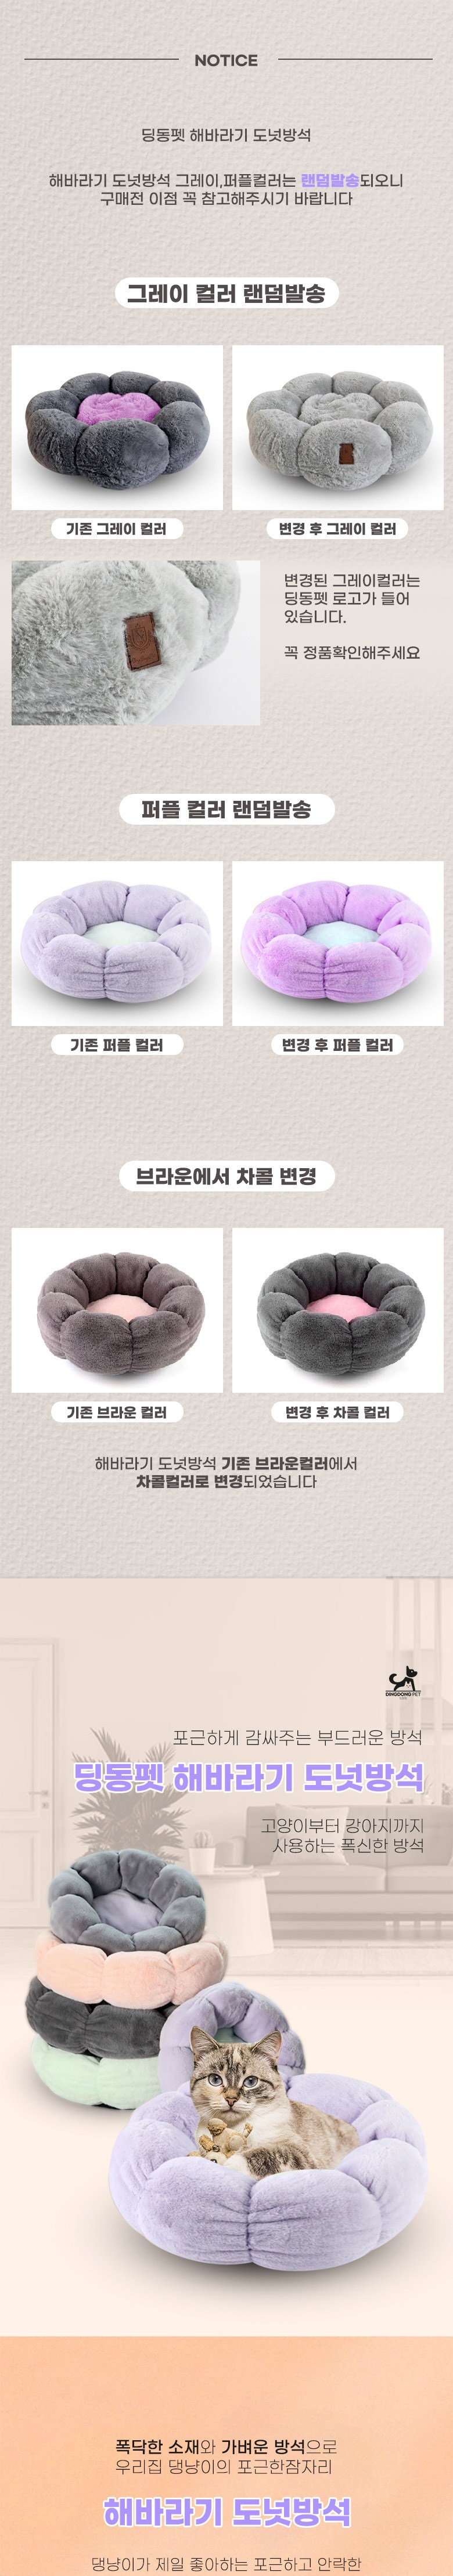 NOTICE
딩동펫 해바라기 도넛방석
해바라기 도넛방석 그레이,퍼플컬러는 랜덤발송되오니
구매전 이점 꼭 참고해주시기 바랍니다
그레이 컬러 랜덤발송
기존 그레이 컬러
변경 후 그레이 컬러
변경된 그레이컬러는
딩동펫 로고가 들어
있습니다.
꼭 정품확인해주세요
퍼플 컬러 랜덤발송
기존 퍼플 컬러
변경 후 퍼플 컬러
브라운에서 차콜 변경
기존 브라운 컬러
변경 후 차콜 컬러
해바라기 도넛방석 기존 브라운컬러에서
차콜컬러로 변경되었습니다
DINGDONG PET
포근하게 감싸주는 부드러운 방석
딩동펫 해바라기 도넛방석
고양이부터 강아지까지
사용하는 폭신한 방석
폭닥한 소재와 가벼운 방석으로
우리집 댕냥이의 포근한잠자리
해바라기 도넛방석
댕냥이가 제일 좋아하는 포근하고 안락한